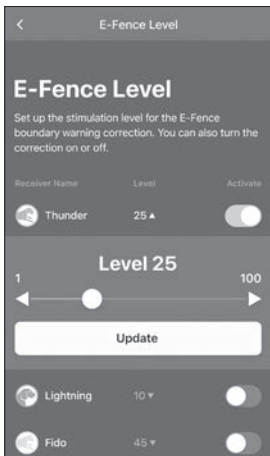 E-Fence Level
E-Fence Level
Set up the stimulation level for the E-Fence
boundary warning correction. You can also turn the
correction on or off.
Receiver Name Level Activate
Thunder 25 ▲
Level 25
1 100
Update
Lightning 10 ▼
Fido 45 ▼